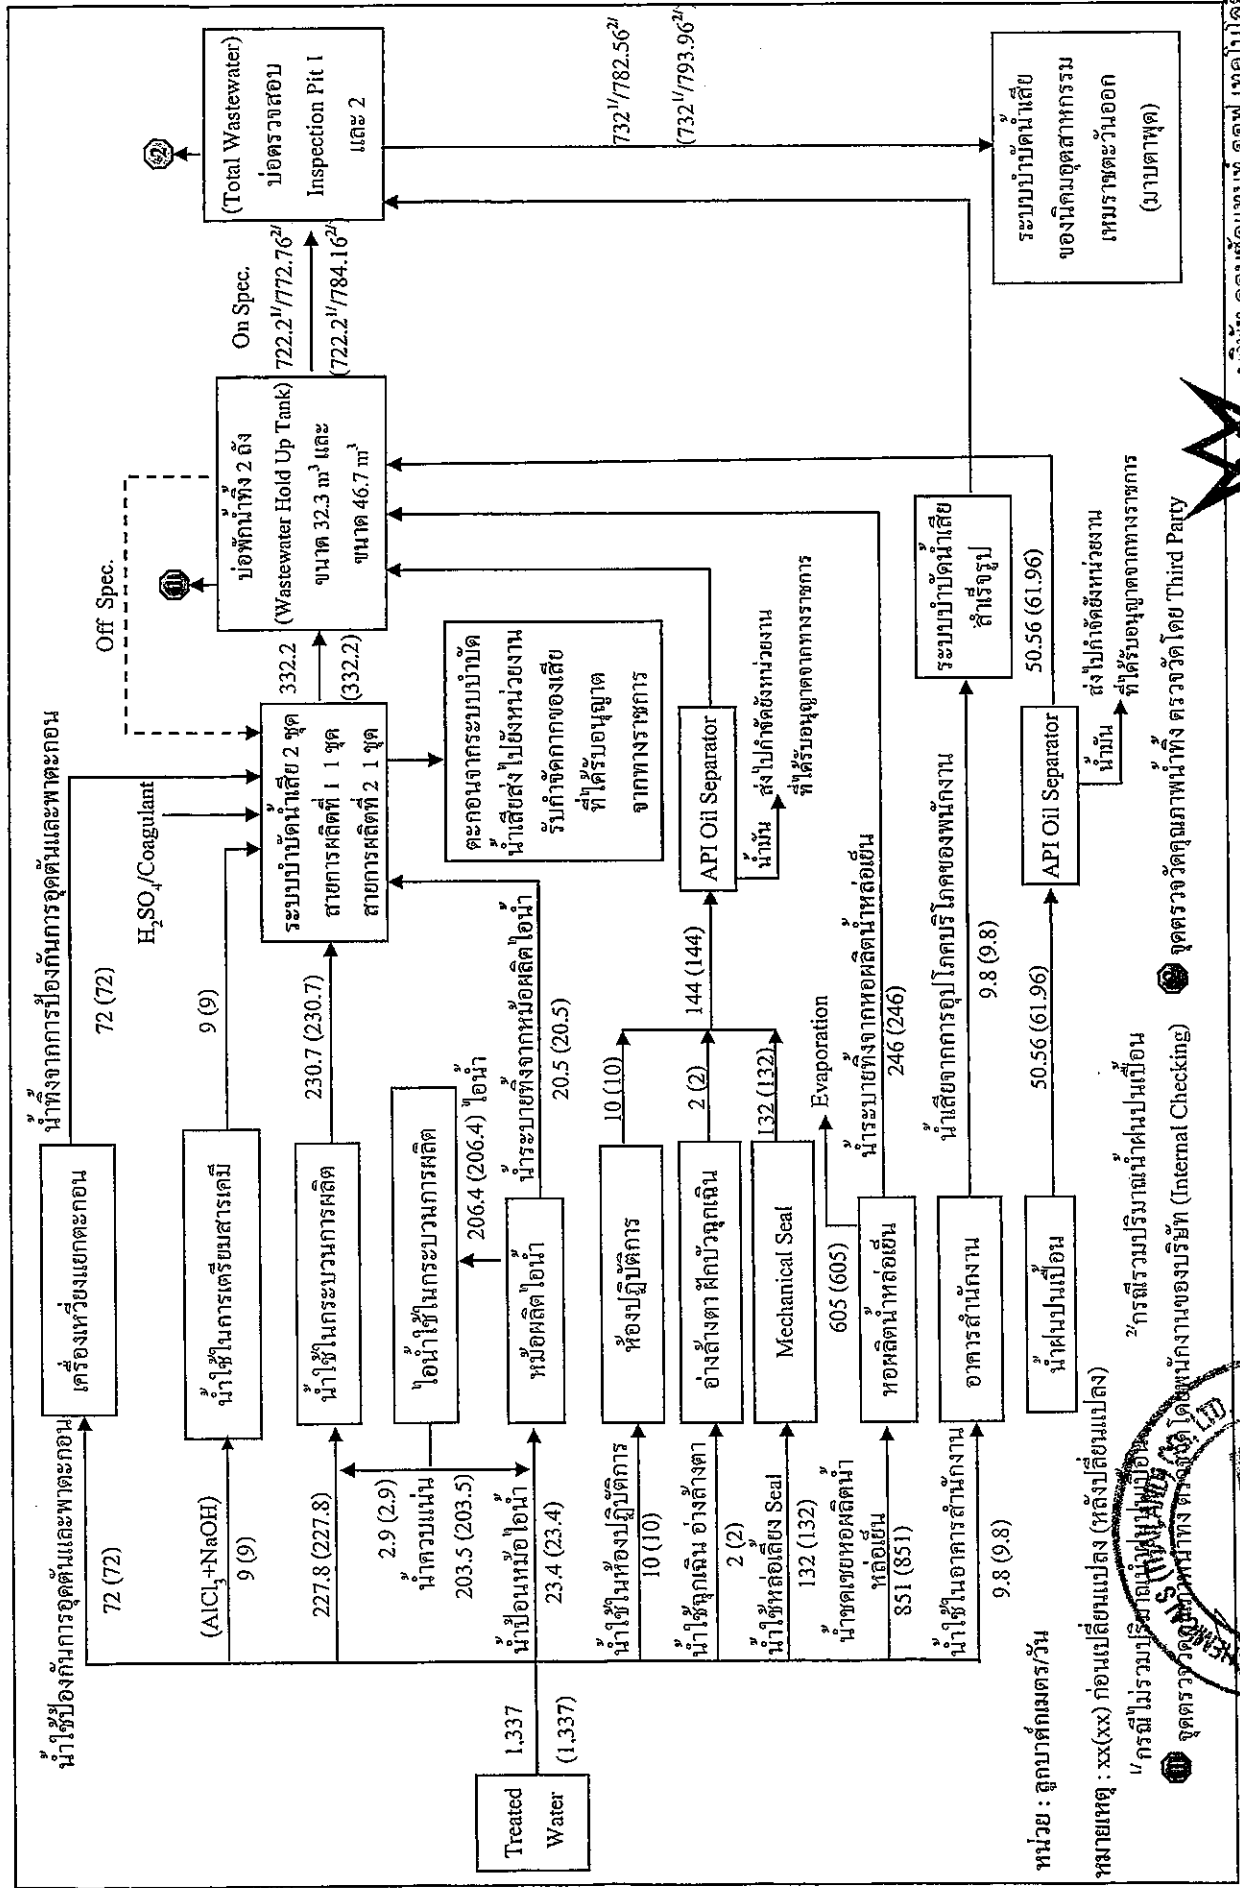 Treated
Water
1,337
(1,337)
น้ำใช้ป้องกันการอุดตันและพาตะกอน
72 (72)
เครื่องเหวี่ยงแยกตะกอน
น้ำทิ้งจากการป้องกันการอุดตันและพาตะกอน
72 (72)
(AlCl₃+NaOH)
9 (9)
น้ำใช้ในการเตรียมสารเคมี
9 (9)
H₂SO₄/Coagulant
227.8 (227.8)
น้ำใช้ในกระบวนการผลิต
230.7 (230.7)
2.9 (2.9)
น้ำควบแน่น
203.5 (203.5)
ไอน้ำใช้ในกระบวนการผลิต
206.4 (206.4) ไอน้ำ
น้ำป้อนหม้อไอน้ำ
23.4 (23.4)
หม้อผลิตไอน้ำ
น้ำระบายทิ้งจากหม้อผลิตไอน้ำ
20.5 (20.5)
น้ำใช้ในห้องปฏิบัติการ
10 (10)
ห้องปฏิบัติการ
10 (10)
น้ำใช้ฉุกเฉิน อ่างล้างตา
2 (2)
อ่างล้างตา ฝักบัวฉุกเฉิน
2 (2)
น้ำใช้หล่อเลี้ยง Seal
132 (132)
Mechanical Seal
132 (132)
144 (144)
API Oil Separator
น้ำมัน
ส่งไปกำจัดยังหน่วยงาน
ที่ได้รับอนุญาตจากทางราชการ
น้ำชดเชยหอผลิตน้ำ
หล่อเย็น
851 (851)
หอผลิตน้ำหล่อเย็น
605 (605)
Evaporation
น้ำระบายทิ้งจากหอผลิตน้ำหล่อเย็น
246 (246)
น้ำใช้ในอาคารสำนักงาน
9.8 (9.8)
อาคารสำนักงาน
น้ำเสียจากการอุปโภคบริโภคของพนักงาน
9.8 (9.8)
ระบบบำบัดน้ำเสีย
สำเร็จรูป
น้ำฝนปนเปื้อน
50.56 (61.96)
API Oil Separator
50.56 (61.96)
น้ำมัน
ส่งไปกำจัดยังหน่วยงาน
ที่ได้รับอนุญาตจากทางราชการ
ระบบบำบัดน้ำเสีย 2 ชุด
สายการผลิตที่ 1 1 ชุด
สายการผลิตที่ 2 1 ชุด
ตะกอนจากระบบบำบัด
น้ำเสียส่งไปยังหน่วยงาน
รับกำจัดกากของเสีย
ที่ได้รับอนุญาต
จากทางราชการ
332.2
(332.2)
Off Spec.
บ่อพักน้ำทิ้ง 2 ถัง
(Wastewater Hold Up Tank)
ขนาด 32.3 m³ และ
ขนาด 46.7 m³
On Spec.
722.2¹/772.76²/
(722.2¹/784.16²/
2
(Total Wastewater)
บ่อตรวจสอบ
Inspection Pit 1
และ 2
732¹/782.56²/
(732¹/793.96²/
ระบบบำบัดน้ำเสีย
ของนิคมอุตสาหกรรม
เหมราชตะวันออก
(มาบตาพุด)
หน่วย : ลูกบาศ์กเมตร/วัน
หมายเหตุ : xx(xx) ก่อนเปลี่ยนแปลง (หลังเปลี่ยนแปลง)
¹/กรณีไม่รวมปริมาณน้ำฝนปนเปื้อน
²/กรณีรวมปริมาณน้ำฝนปนเปื้อน
จุดตรวจวัดคุณภาพน้ำทิ้ง ตรวจวัดโดยพนักงานของบริษัท (Internal Checking)
จุดตรวจวัดคุณภาพน้ำทิ้ง ตรวจวัดโดย Third Party